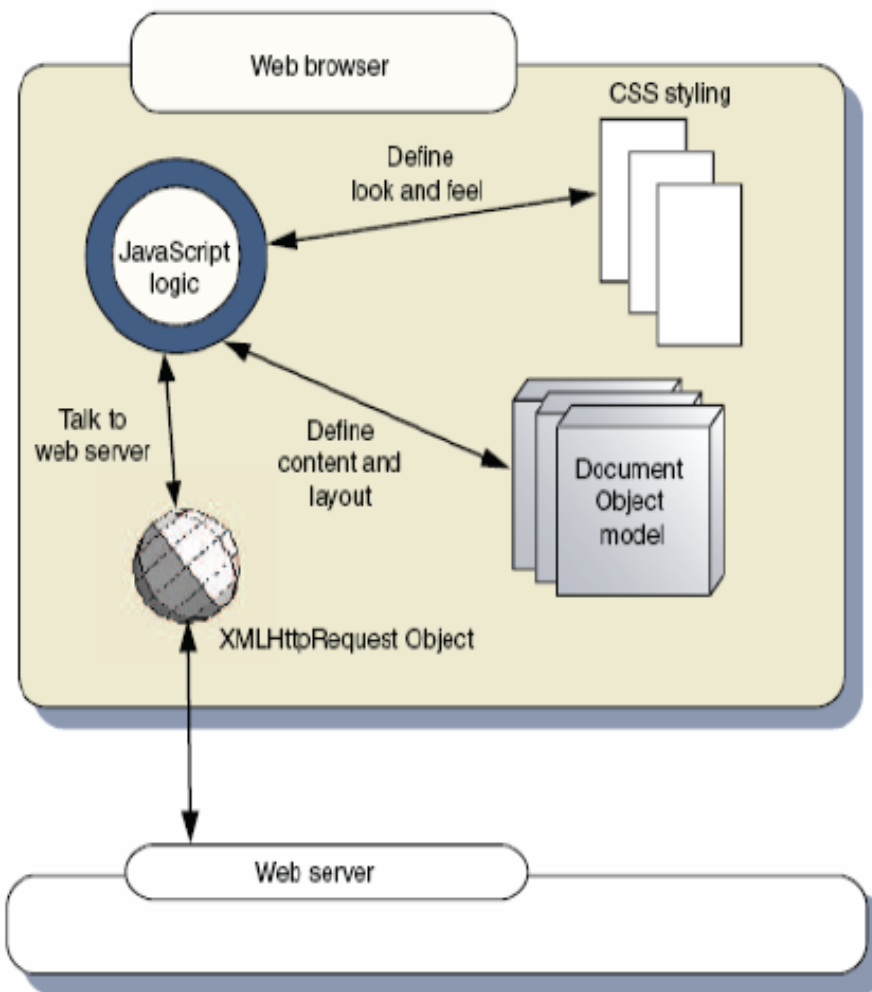 Web browser
CSS styling
Define
look and feel
JavaScript
logic
Talk to
web server
Define
content and
layout
Document
Object
model
XMLHttpRequest Object
Web server